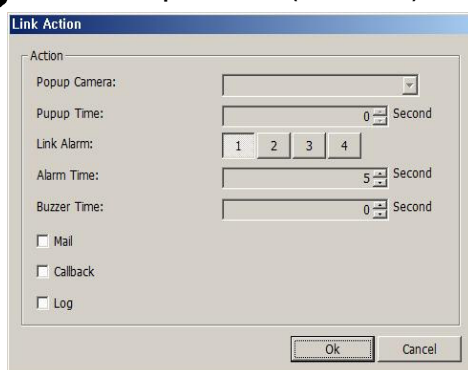 Link Action
Action
Popup Camera:
Pupup Time: 0 Second
Link Alarm: 1 2 3 4
Alarm Time: 5 Second
Buzzer Time: 0 Second
Mail
Callback
Log
Ok Cancel